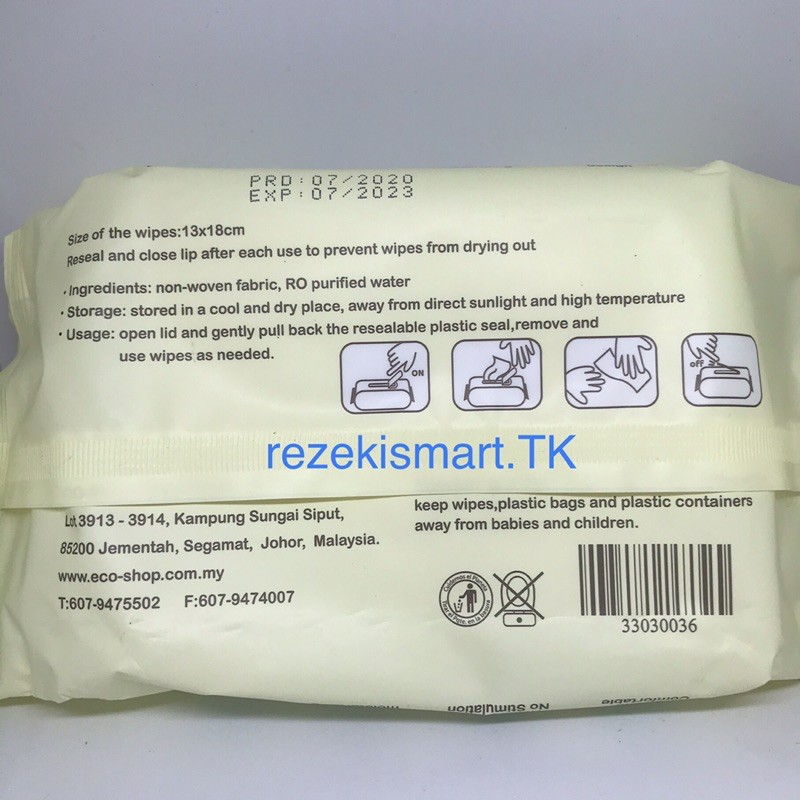 PRD:07/2020
EXP:07/2023
Size of the wipes:13x18cm
Reseal and close lip after each use to prevent wipes from drying out
· Ingredients: non-woven fabric, RO purified water
· Storage: stored in a cool and dry place, away from direct sunlight and high temperature
· Usage: open lid and gently pull back the resealable plastic seal,remove and
use wipes as needed.
ON
off
rezekismart.TK
Lot 3913 - 3914, Kampung Sungai Siput,
85200 Jementah, Segamat, Johor, Malaysia.
www.eco-shop.com.my
T:607-9475502 F:607-9474007
keep wipes,plastic bags and plastic containers
away from babies and children.
33030036
No Stimulation
Comfortable